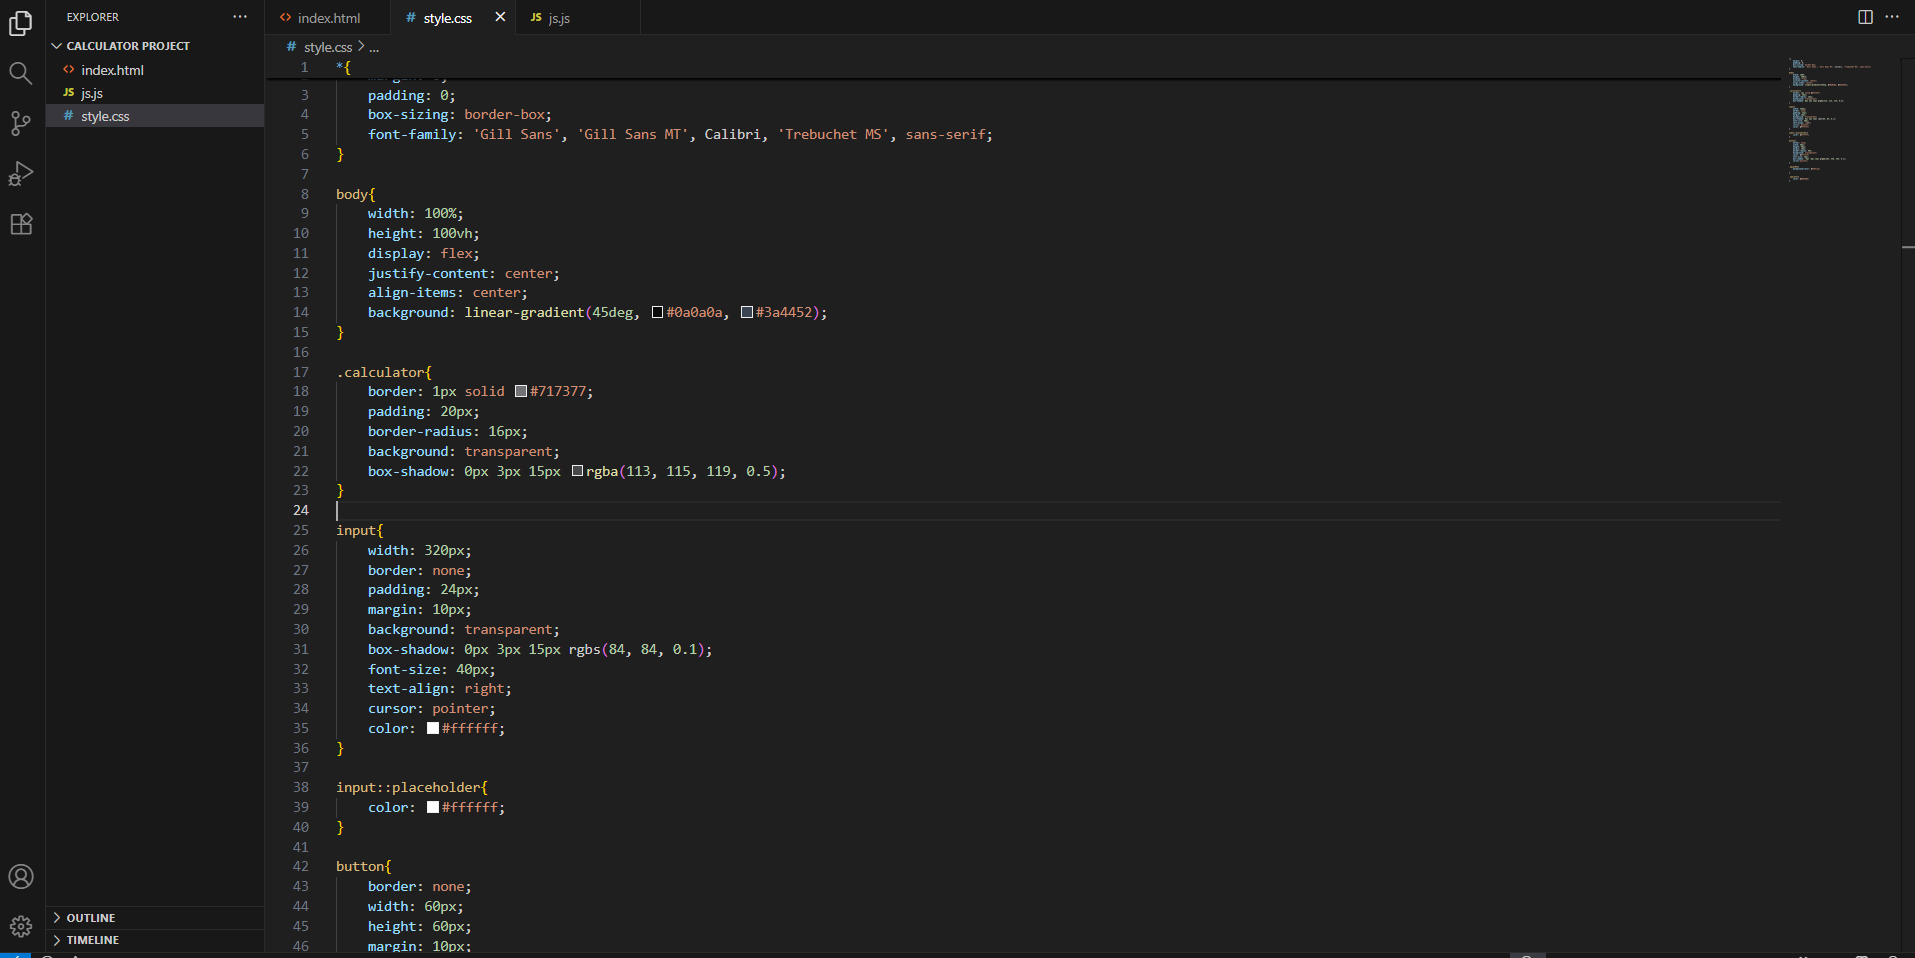 EXPLORER
CALCULATOR PROJECT
index.html
JS js.js
# style.css
OUTLINE
TIMELINE
index.html
# style.css
JS js.js
# style.css > ...
1 *{
3 padding: 0;
4 box-sizing: border-box;
5 font-family: 'Gill Sans', 'Gill Sans MT', Calibri, 'Trebuchet MS', sans-serif;
6 }
7
8 body{
9 width: 100%;
10 height: 100vh;
11 display: flex;
12 justify-content: center;
13 align-items: center;
14 background: linear-gradient(45deg, #0a0a0a, #3a4452);
15 }
16
17 .calculator{
18 border: 1px solid #717377;
19 padding: 20px;
20 border-radius: 16px;
21 background: transparent;
22 box-shadow: 0px 3px 15px rgba(113, 115, 119, 0.5);
23 }
24
25 input{
26 width: 320px;
27 border: none;
28 padding: 24px;
29 margin: 10px;
30 background: transparent;
31 box-shadow: 0px 3px 15px rgbs(84, 84, 0.1);
32 font-size: 40px;
33 text-align: right;
34 cursor: pointer;
35 color: #ffffff;
36 }
37
38 input::placeholder{
39 color: #ffffff;
40 }
41
42 button{
43 border: none;
44 width: 60px;
45 height: 60px;
46 margin: 10px;